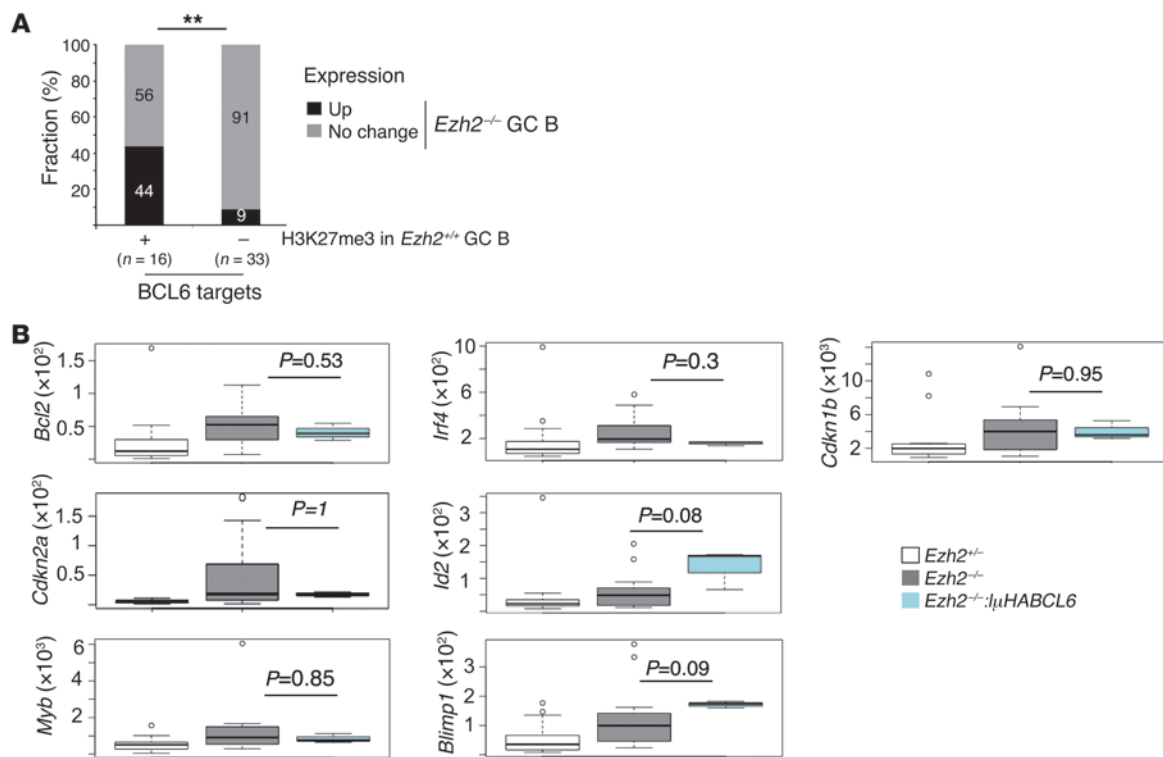 A
**
Fraction (%)
100
80
60
40
20
56
44
91
9
Expression
Up
No change
Ezh2–/– GC B
+
–
H3K27me3 in Ezh2+/+ GC B
(n = 16)
(n = 33)
BCL6 targets
B
Bcl2 (×10²)
1.5
1
0.5
P=0.53
Irf4 (×10²)
10
6
4
2
P=0.3
Cdkn1b (×10³)
10
8
6
4
2
P=0.95
Cdkn2a (×10²)
1.5
1
0.5
P=1
Id2 (×10²)
3
2
1
P=0.08
Ezh2+/–
Ezh2–/–
Ezh2–/–:IμHABCL6
Myb (×10³)
6
4
2
P=0.85
Blimp1 (×10²)
3
2
1
P=0.09